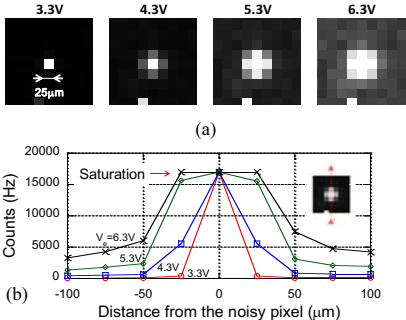 3.3V 4.3V 5.3V 6.3V
25μm
(a)
20000
Saturation
15000
10000
5000
0
Counts (Hz)
Ve=6.3V
5.3V
4.3V
3.3V
-100 -50 0 50 100
(b)
Distance from the noisy pixel (μm)